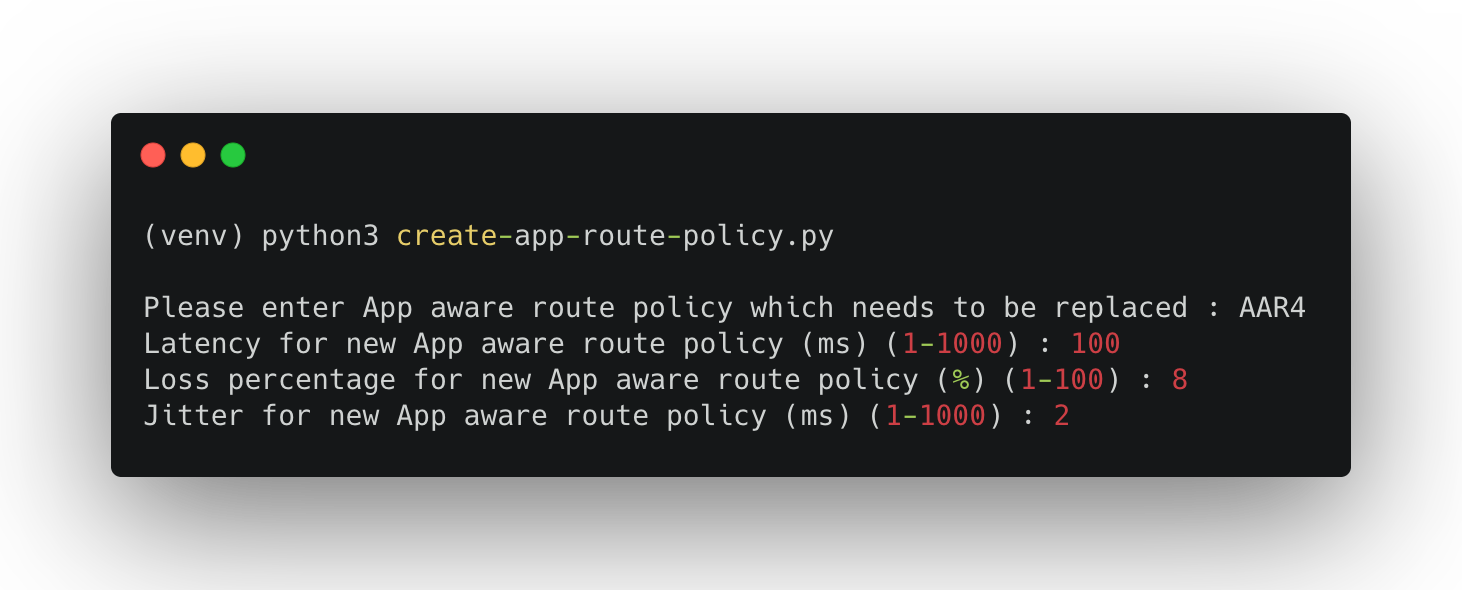 (venv) python3 create-app-route-policy.py
Please enter App aware route policy which needs to be replaced : AAR4
Latency for new App aware route policy (ms) (1-1000) : 100
Loss percentage for new App aware route policy (%) (1-100) : 8
Jitter for new App aware route policy (ms) (1-1000) : 2